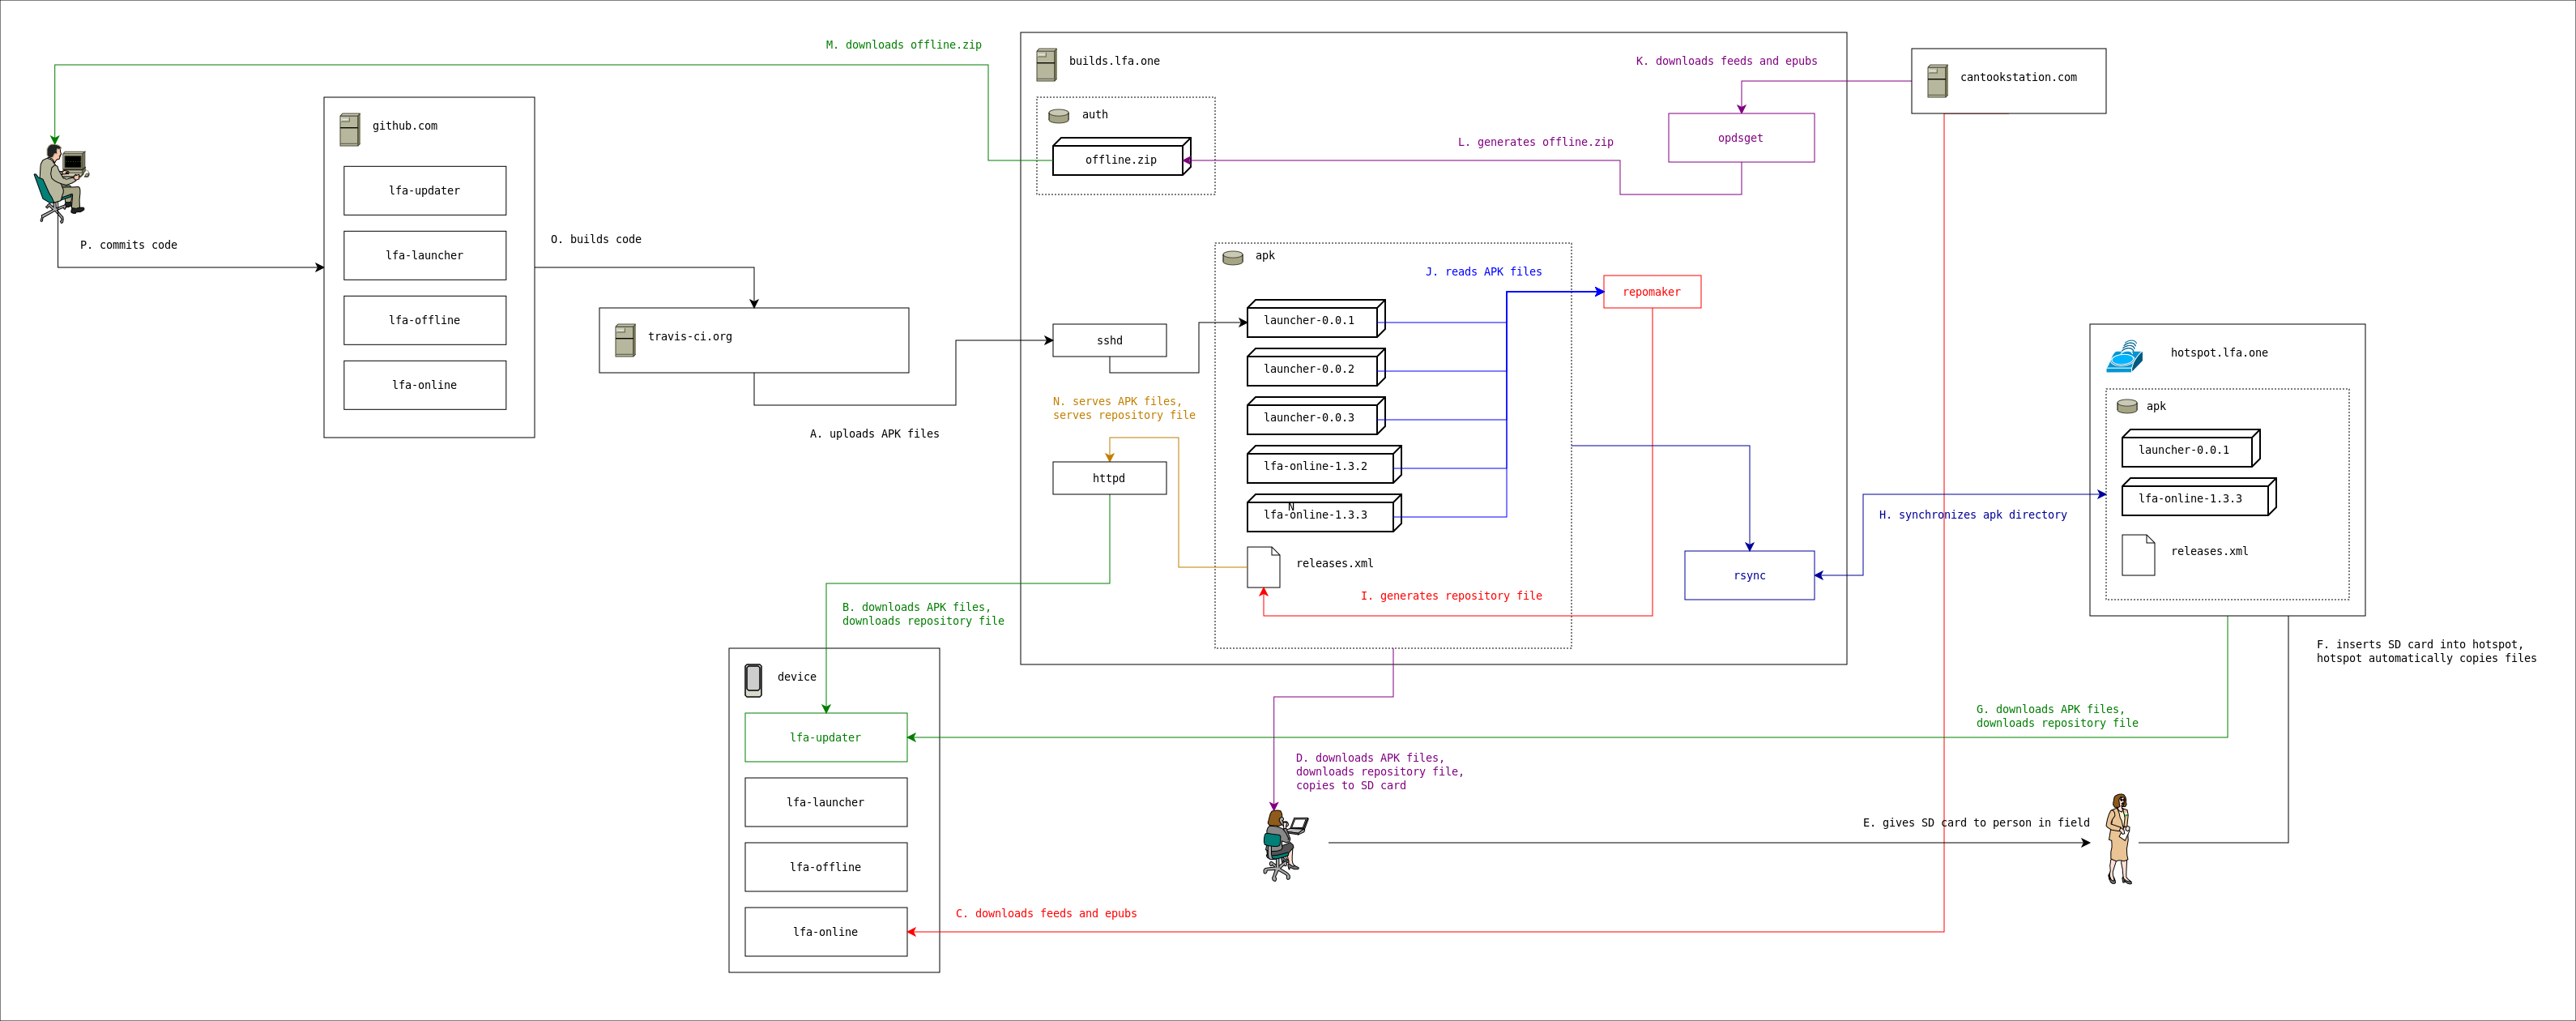 M. downloads offline.zip
builds.lfa.one
K. downloads feeds and epubs
cantookstation.com
github.com
auth
offline.zip
L. generates offline.zip
opdsget
lfa-updater
lfa-launcher
lfa-offline
lfa-online
P. commits code
O. builds code
travis-ci.org
A. uploads APK files
sshd
N. serves APK files,
serves repository file
httpd
apk
J. reads APK files
repomaker
launcher-0.0.1
launcher-0.0.2
launcher-0.0.3
lfa-online-1.3.2
N
lfa-online-1.3.3
releases.xml
I. generates repository file
rsync
H. synchronizes apk directory
hotspot.lfa.one
apk
launcher-0.0.1
lfa-online-1.3.3
releases.xml
B. downloads APK files,
downloads repository file
device
lfa-updater
lfa-launcher
lfa-offline
lfa-online
C. downloads feeds and epubs
D. downloads APK files,
downloads repository file,
copies to SD card
E. gives SD card to person in field
F. inserts SD card into hotspot,
hotspot automatically copies files
G. downloads APK files,
downloads repository file